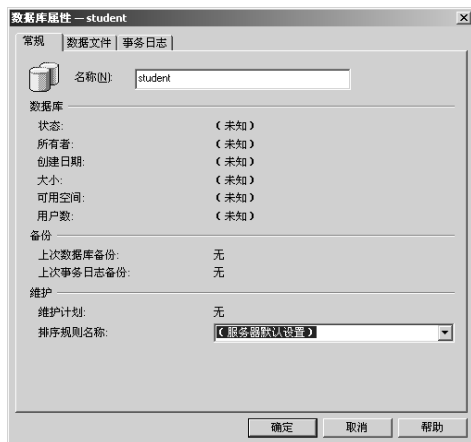 数据库属性 — student
常规 数据文件 事务日志
名称(N): student
数据库
状态: (未知)
所有者: (未知)
创建日期: (未知)
大小: (未知)
可用空间: (未知)
用户数: (未知)
备份
上次数据库备份: 无
上次事务日志备份: 无
维护
维护计划: 无
排序规则名称: (服务器默认设置)
确定 取消 帮助